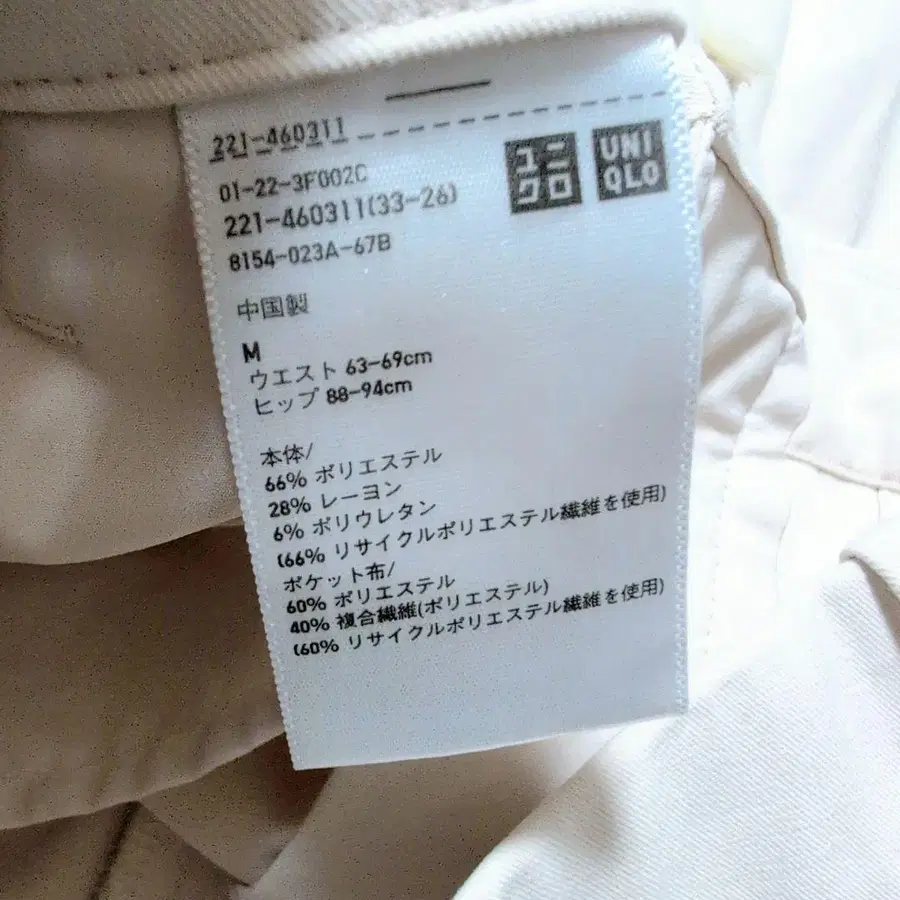 221-460311
ユニクロ
UNIQLO
01-22-3F002C
221-460311(33-26)
8154-023A-67B
中国製
M
ウエスト 63-69cm
ヒップ 88-94cm
本体/
66% ポリエステル
28% レーヨン
6% ポリウレタン
(66% リサイクルポリエステル繊維を使用)
ポケット布/
60% ポリエステル
40% 複合繊維(ポリエステル)
(60% リサイクルポリエステル繊維を使用)